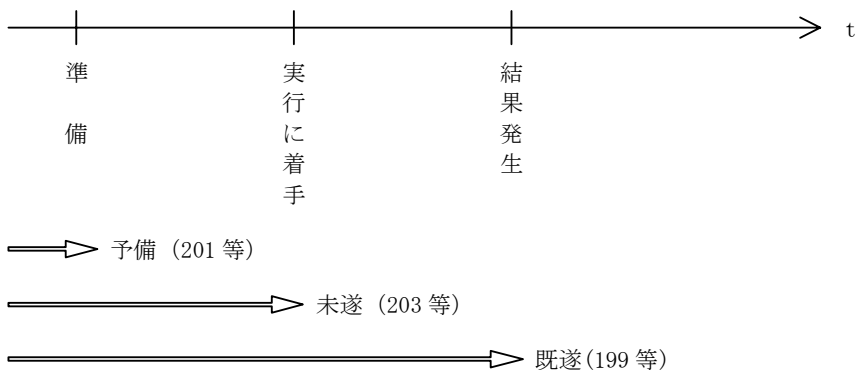 t
準備
実行に着手
結果発生
予備（201 等）
未遂（203 等）
既遂(199 等）